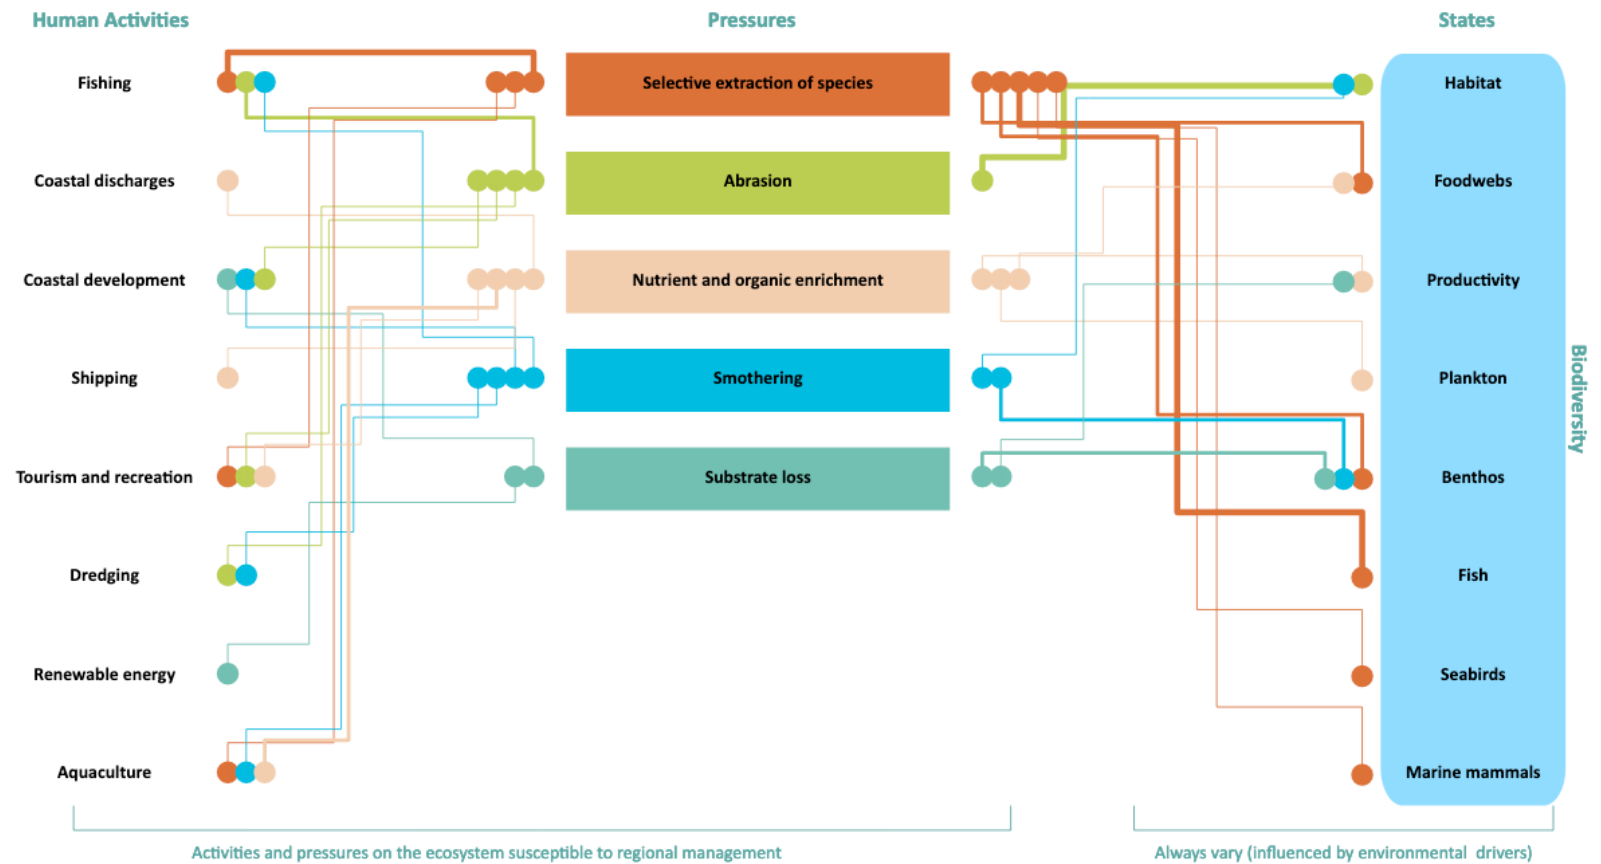 Human Activities
Pressures
States
Fishing
Selective extraction of species
Habitat
Coastal discharges
Abrasion
Foodwebs
Coastal development
Nutrient and organic enrichment
Productivity
Shipping
Smothering
Plankton
Biodiversity
Tourism and recreation
Substrate loss
Benthos
Dredging
Fish
Renewable energy
Seabirds
Aquaculture
Marine mammals
Activities and pressures on the ecosystem susceptible to regional management
Always vary (influenced by environmental drivers)